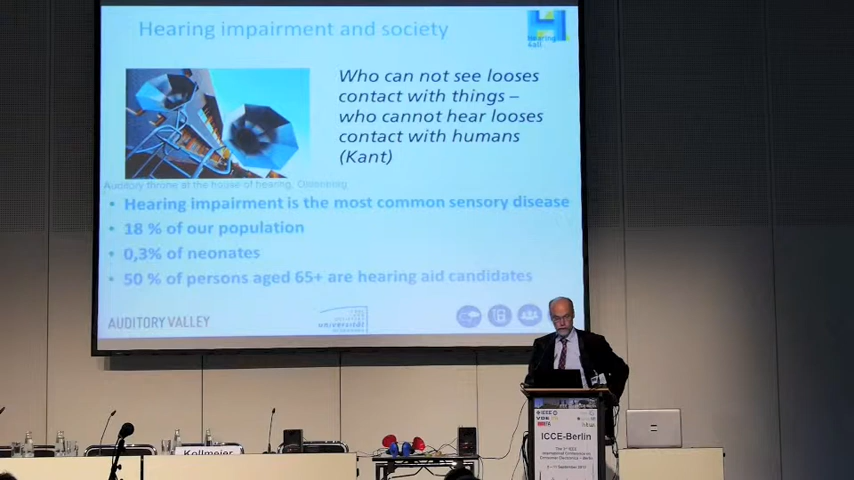 Hearing impairment and society
Who can not see looses
contact with things –
who cannot hear looses
contact with humans
(Kant)
Auditory throne at the house of hearing,
• Hearing impairment is the most common sensory disease
• 18 % of our population
• 0,3% of neonates
• 50 % of persons aged 65+ are hearing aid candidates
AUDITORY VALLEY
universität
Kollmeier
ICCE-Berlin